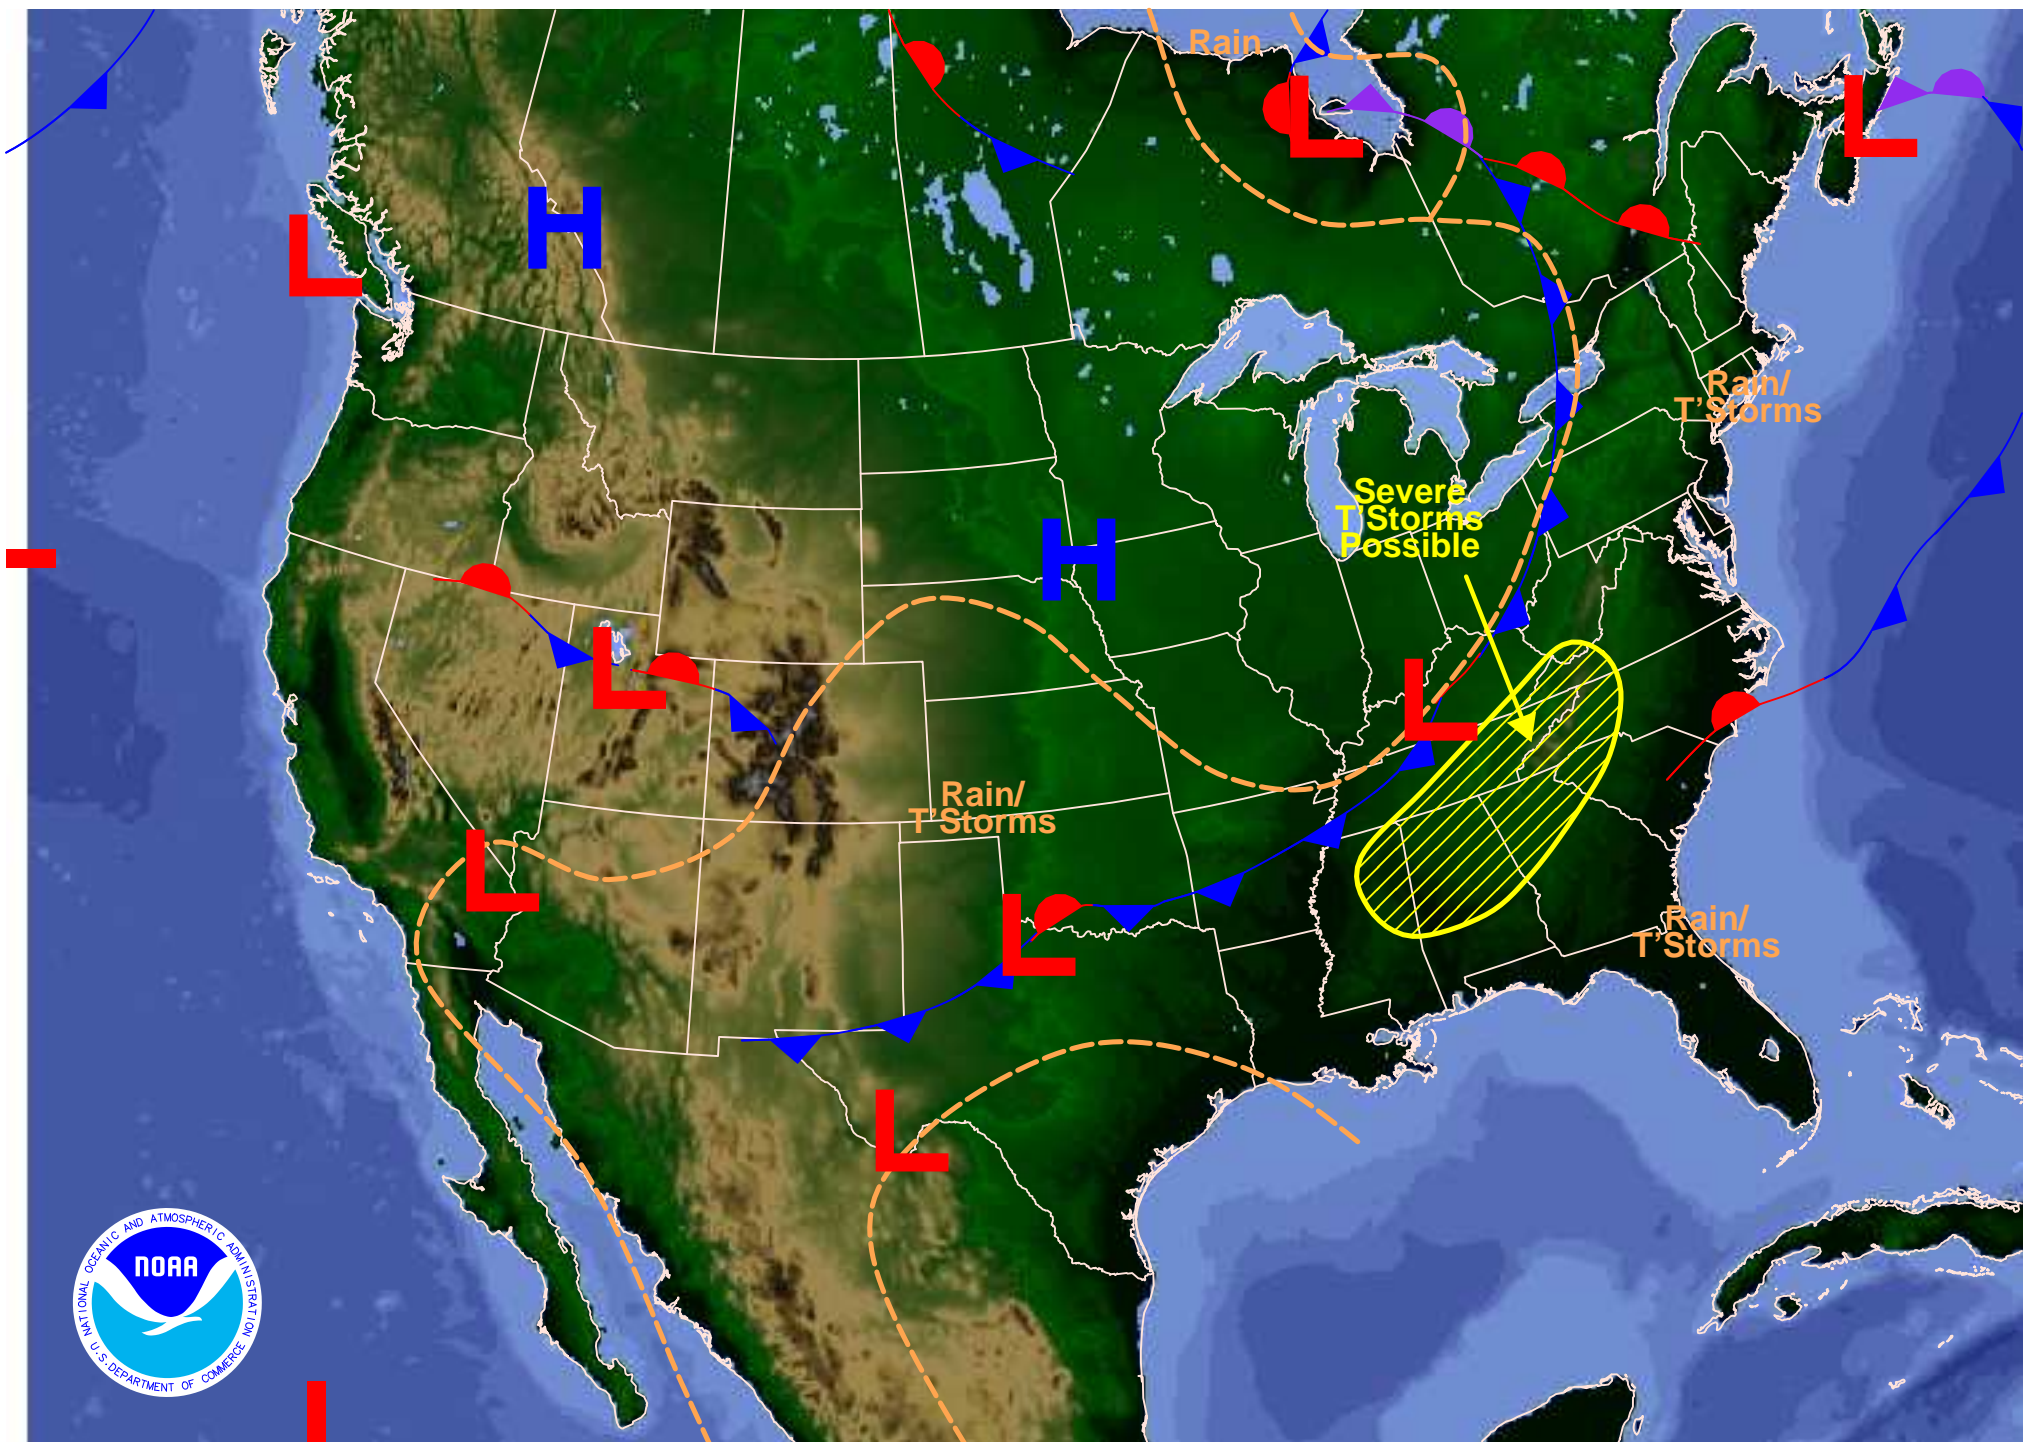 Rain
L
L
H
L
Rain/
T'Storms
Severe
T'Storms
Possible
H
L
L
Rain/
T'Storms
L
L
Rain/
T'Storms
L
NATIONAL OCEANIC AND ATMOSPHERIC ADMINISTRATION
NOAA
U.S. DEPARTMENT OF COMMERCE